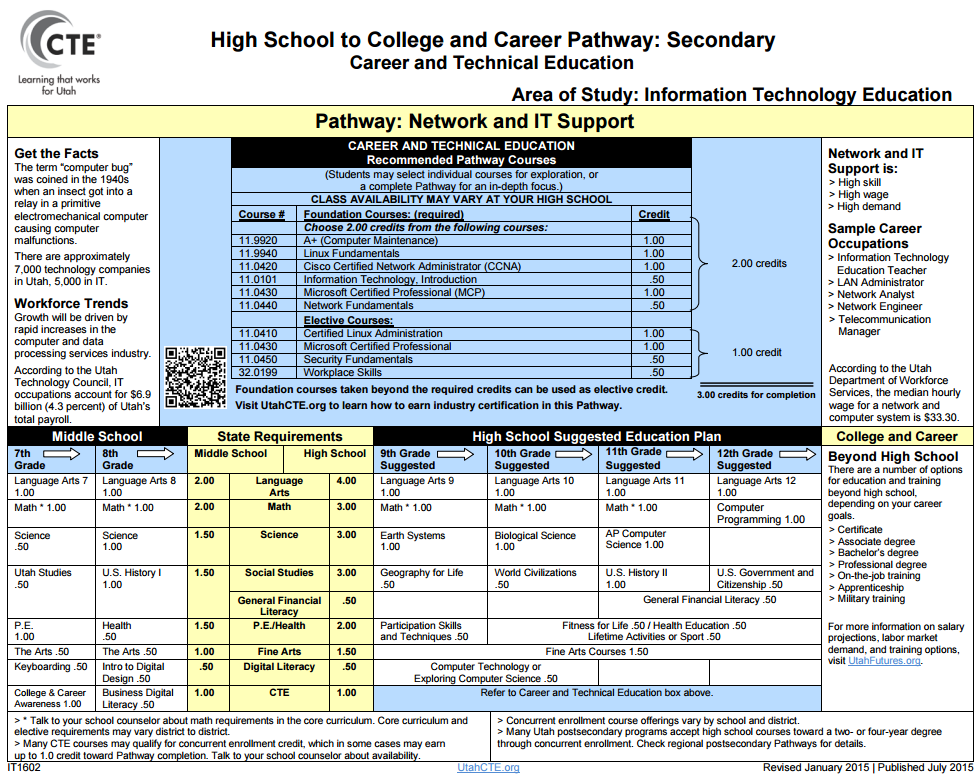 CTE®
Learning that works
for Utah
High School to College and Career Pathway: Secondary
Career and Technical Education
Area of Study: Information Technology Education
Pathway: Network and IT Support
Get the Facts
The term “computer bug”
was coined in the 1940s
when an insect got into a
relay in a primitive
electromechanical computer
causing computer
malfunctions.
There are approximately
7,000 technology companies
in Utah, 5,000 in IT.
Workforce Trends
Growth will be driven by
rapid increases in the
computer and data
processing services industry.
According to the Utah
Technology Council, IT
occupations account for $6.9
billion (4.3 percent) of Utah’s
total payroll.
CAREER AND TECHNICAL EDUCATION
Recommended Pathway Courses
(Students may select individual courses for exploration, or
a complete Pathway for an in-depth focus.)
CLASS AVAILABILITY MAY VARY AT YOUR HIGH SCHOOL
Course # Foundation Courses: (required) Credit
Choose 2.00 credits from the following courses:
11.9920 A+ (Computer Maintenance) 1.00
11.9940 Linux Fundamentals 1.00
11.0420 Cisco Certified Network Administrator (CCNA) 1.00
11.0101 Information Technology, Introduction .50
11.0430 Microsoft Certified Professional (MCP) 1.00
11.0440 Network Fundamentals .50
2.00 credits
Elective Courses:
11.0410 Certified Linux Administration 1.00
11.0430 Microsoft Certified Professional 1.00
11.0450 Security Fundamentals .50
32.0199 Workplace Skills .50
1.00 credit
Foundation courses taken beyond the required credits can be used as elective credit.
Visit UtahCTE.org to learn how to earn industry certification in this Pathway.
3.00 credits for completion
Network and IT
Support is:
> High skill
> High wage
> High demand
Sample Career
Occupations
> Information Technology
Education Teacher
> LAN Administrator
> Network Analyst
> Network Engineer
> Telecommunication
Manager
According to the Utah
Department of Workforce
Services, the median hourly
wage for a network and
computer system is $33.30.
Middle School State Requirements High School Suggested Education Plan College and Career
7th
Grade
8th
Grade
Middle School High School
9th Grade
Suggested
10th Grade
Suggested
11th Grade
Suggested
12th Grade
Suggested
Language Arts 7
1.00
Language Arts 8
1.00
2.00 Language
Arts 4.00
Language Arts 9
1.00
Language Arts 10
1.00
Language Arts 11
1.00
Language Arts 12
1.00
Math * 1.00 Math * 1.00 2.00 Math 3.00 Math * 1.00 Math * 1.00 Math * 1.00 Computer
Programming 1.00
Science
.50
Science
1.00
1.50 Science 3.00
Earth Systems
1.00
Biological Science
1.00
AP Computer
Science 1.00
Utah Studies
.50
U.S. History I
1.00
1.50 Social Studies 3.00
Geography for Life
.50
World Civilizations
.50
U.S. History II
1.00
U.S. Government and
Citizenship .50
General Financial
Literacy .50
General Financial Literacy .50
P.E.
1.00
Health
.50
1.50 P.E./Health 2.00
Participation Skills
and Techniques .50
Fitness for Life .50 / Health Education .50
Lifetime Activities or Sport .50
The Arts .50 The Arts .50 1.00 Fine Arts 1.50 Fine Arts Courses 1.50
Keyboarding .50 Intro to Digital
Design .50
.50 Digital Literacy .50
Computer Technology or
Exploring Computer Science .50
College & Career
Awareness 1.00
Business Digital
Literacy .50
1.00 CTE 1.00 Refer to Career and Technical Education box above.
Beyond High School
There are a number of options
for education and training
beyond high school,
depending on your career
goals.
> Certificate
> Associate degree
> Bachelor’s degree
> Professional degree
> On-the-job training
> Apprenticeship
> Military training
For more information on salary
projections, labor market
demand, and training options,
visit UtahFutures.org.
> * Talk to your school counselor about math requirements in the core curriculum. Core curriculum and
elective requirements may vary district to district.
> Many CTE courses may qualify for concurrent enrollment credit, which in some cases may earn
up to 1.0 credit toward Pathway completion. Talk to your school counselor about availability.
> Concurrent enrollment course offerings vary by school and district.
> Many Utah postsecondary programs accept high school courses toward a two- or four-year degree
through concurrent enrollment. Check regional postsecondary Pathways for details.
IT1602 UtahCTE.org Revised January 2015 | Published July 2015